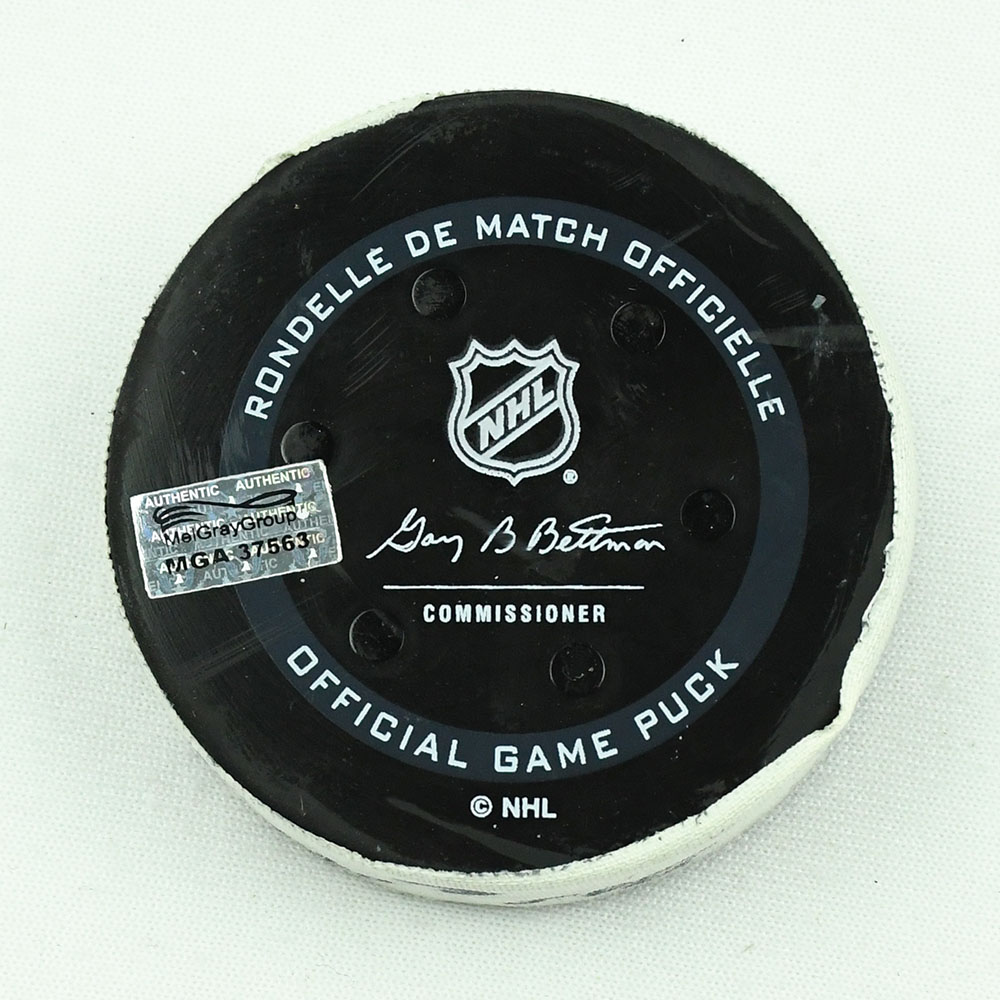 RONDELLE DE MATCH OFFICIELLE
NHL
®
Gary B Bettman
COMMISSIONER
OFFICIAL GAME PUCK
© NHL
AUTHENTIC AUTHENTIC
MeiGrayGroup
MGA 37563